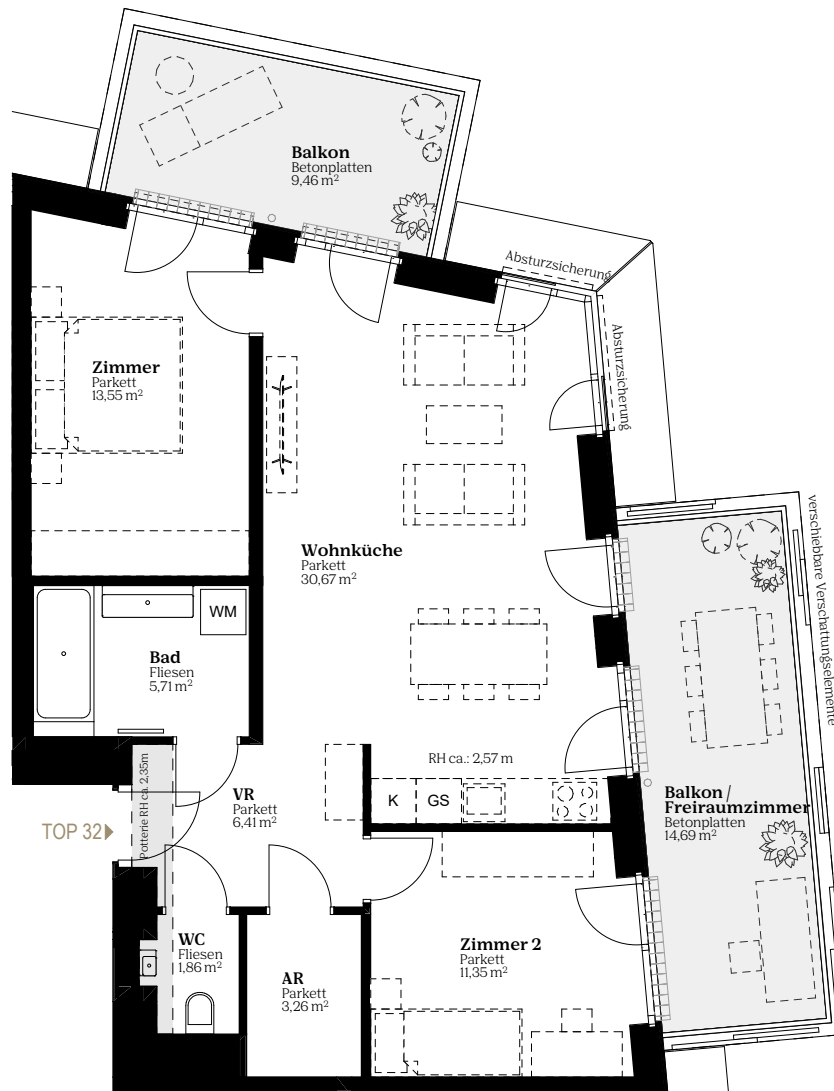 Balkon
Betonplatten
9,46 m²
Absturzsicherung
Absturzsicherung
Zimmer
Parkett
13,55 m²
Wohnküche
Parkett
30,67 m²
verschiebbare Verschattungselemente
WM
Bad
Fliesen
5,71 m²
RH ca.: 2,57 m
K
GS
Potterie RH ca. 2,35m
VR
Parkett
6,41 m²
TOP 32
Balkon /
Freiraumzimmer
Betonplatten
14,69 m²
WC
Fliesen
1,86 m²
AR
Parkett
3,26 m²
Zimmer 2
Parkett
11,35 m²